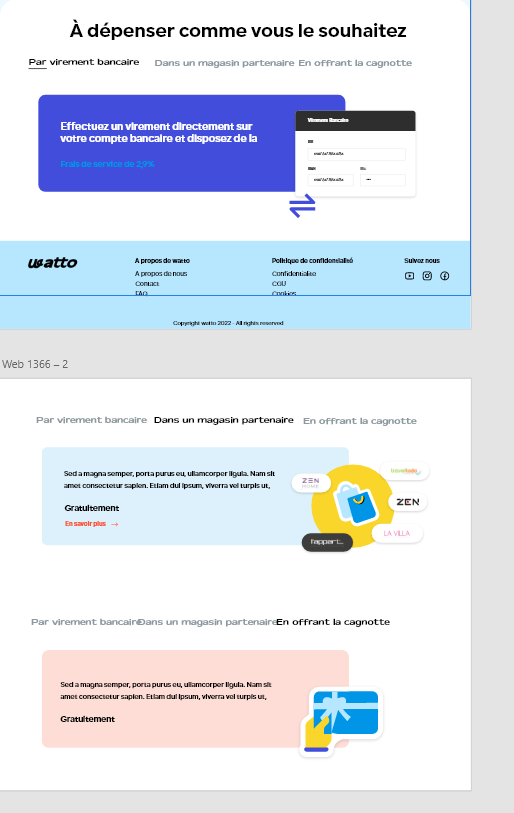 À dépenser comme vous le souhaitez
Par virement bancaire Dans un magasin partenaire En offrant la cagnotte
Effectuez un virement directement sur
votre compte bancaire et disposez de la
Frais de service de 2,9%
Virement Bancaire
watto
A propos de watto Politique de confidentialité Suivez nous
A propos de nous Confidentialité
Contact CGU
FAQ Cookies
Copyright watto 2022 - All rights reserved
Web 1366 – 2
Par virement bancaire Dans un magasin partenaire En offrant la cagnotte
Sed a magna semper, porta purus eu, ullamcorper ligula. Nam sit
amet consectetur sapien. Etiam dui ipsum, viverra vel turpis ut,
Gratuitement
En savoir plus
ZEN
HOME
ZEN
LA VILLA
l'appart...
Par virement bancaire Dans un magasin partenaire En offrant la cagnotte
Sed a magna semper, porta purus eu, ullamcorper ligula. Nam sit
amet consectetur sapien. Etiam dui ipsum, viverra vel turpis ut,
Gratuitement